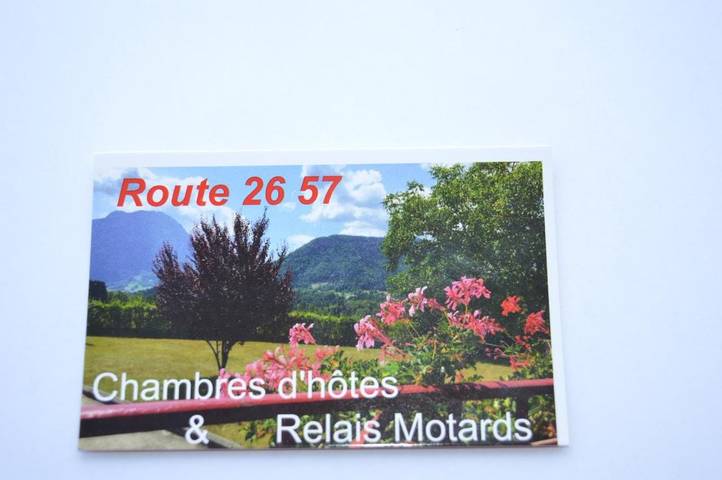 Route 26 57
Chambres d'hôtes
& Relais Motards